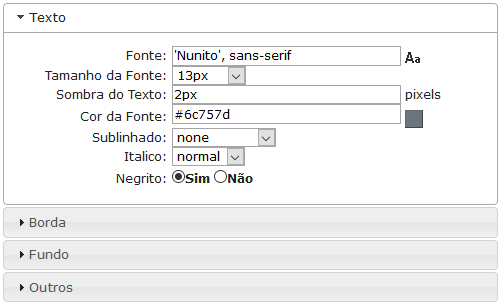 Texto
Fonte: 'Nunito', sans-serif Aa
Tamanho da Fonte: 13px
Sombra do Texto: 2px pixels
Cor da Fonte: #6c757d
Sublinhado: none
Italico: normal
Negrito: Sim Não
Borda
Fundo
Outros